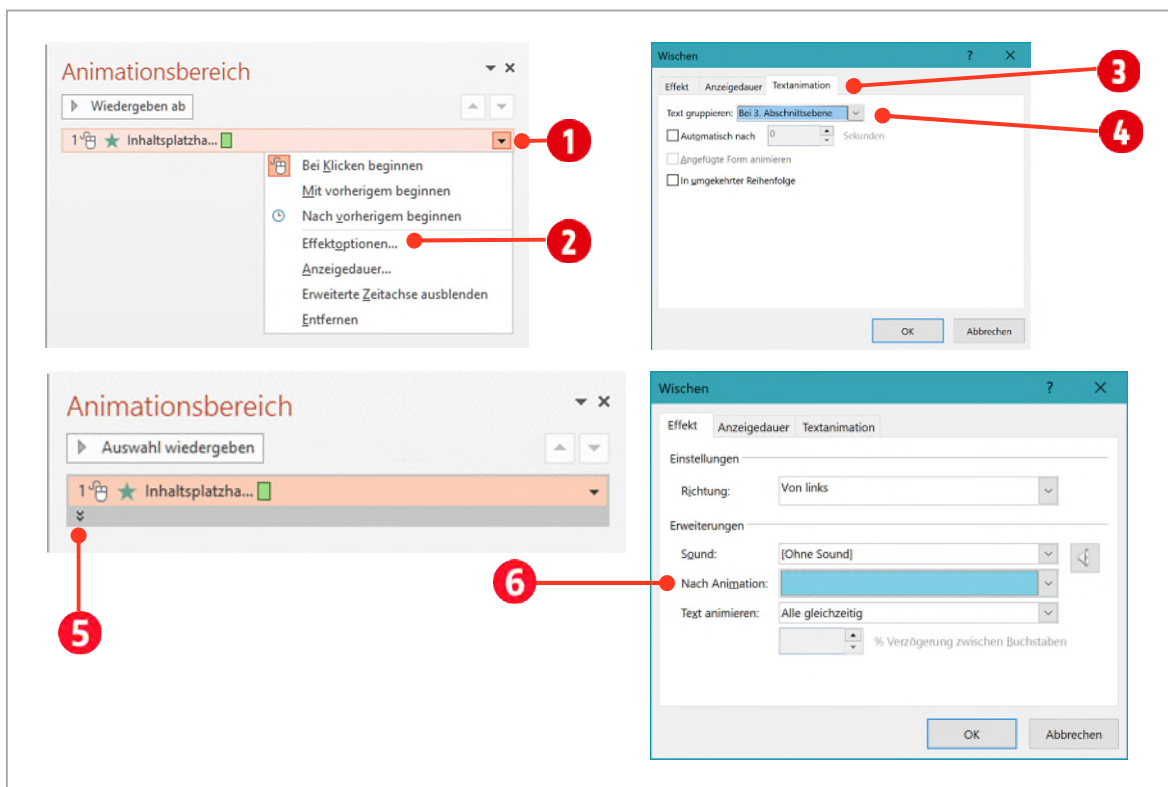 Animationsbereich
Wiedergeben ab
1 Inhaltsplatzha...
1
Bei Klicken beginnen
Mit vorherigem beginnen
Nach vorherigem beginnen
Effektoptionen...
2
Anzeigedauer...
Erweiterte Zeitachse ausblenden
Entfernen
Wischen ? ×
3
Effekt Anzeigedauer Textanimation
Text gruppieren: Bei 3. Abschnittsebene
4
Automatisch nach 0 Sekunden
Angefügte Form animieren
In umgekehrter Reihenfolge
OK Abbrechen
Animationsbereich
Auswahl wiedergeben
1 Inhaltsplatzha...
5
Wischen ? ×
Effekt Anzeigedauer Textanimation
Einstellungen
Richtung: Von links
Erweiterungen
Sound: [Ohne Sound]
6
Nach Animation:
Text animieren: Alle gleichzeitig
% Verzögerung zwischen Buchstaben
OK Abbrechen